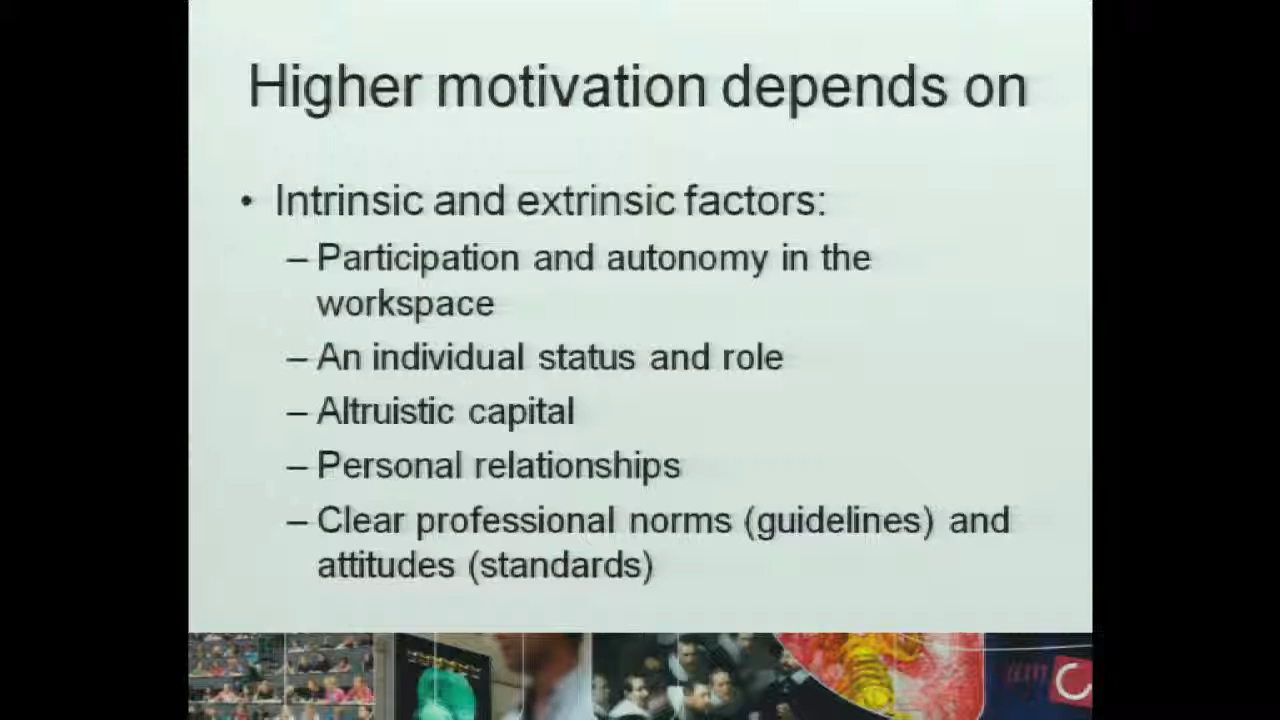 Higher motivation depends on
• Intrinsic and extrinsic factors:
– Participation and autonomy in the
workspace
– An individual status and role
– Altruistic capital
– Personal relationships
– Clear professional norms (guidelines) and
attitudes (standards)